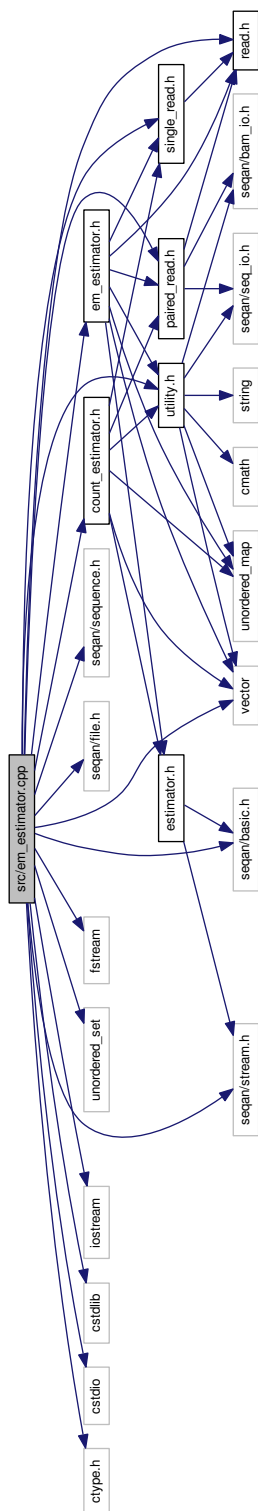 src/em_estimator.cpp
ctype.h
cstdio
cstdlib
iostream
unordered_set
fstream
seqan/file.h
seqan/sequence.h
count_estimator.h
em_estimator.h
estimator.h
utility.h
paired_read.h
single_read.h
seqan/stream.h
seqan/basic.h
vector
unordered_map
cmath
string
seqan/seq_io.h
seqan/bam_io.h
read.h